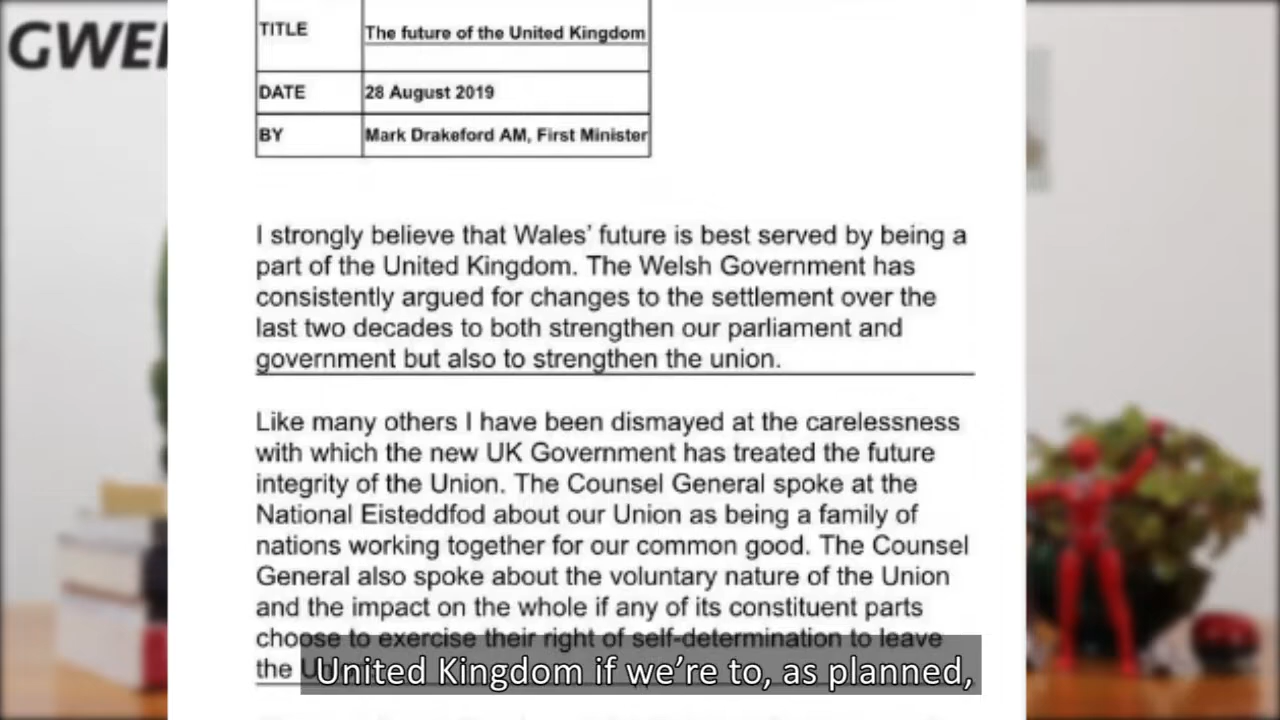 TITLE The future of the United Kingdom
DATE 28 August 2019
BY Mark Drakeford AM, First Minister
I strongly believe that Wales’ future is best served by being a
part of the United Kingdom. The Welsh Government has
consistently argued for changes to the settlement over the
last two decades to both strengthen our parliament and
government but also to strengthen the union.
Like many others I have been dismayed at the carelessness
with which the new UK Government has treated the future
integrity of the Union. The Counsel General spoke at the
National Eisteddfod about our Union as being a family of
nations working together for our common good. The Counsel
General also spoke about the voluntary nature of the Union
and the impact on the whole if any of its constituent parts
choose to exercise their right of self-determination to leave
the
United Kingdom if we’re to, as planned,